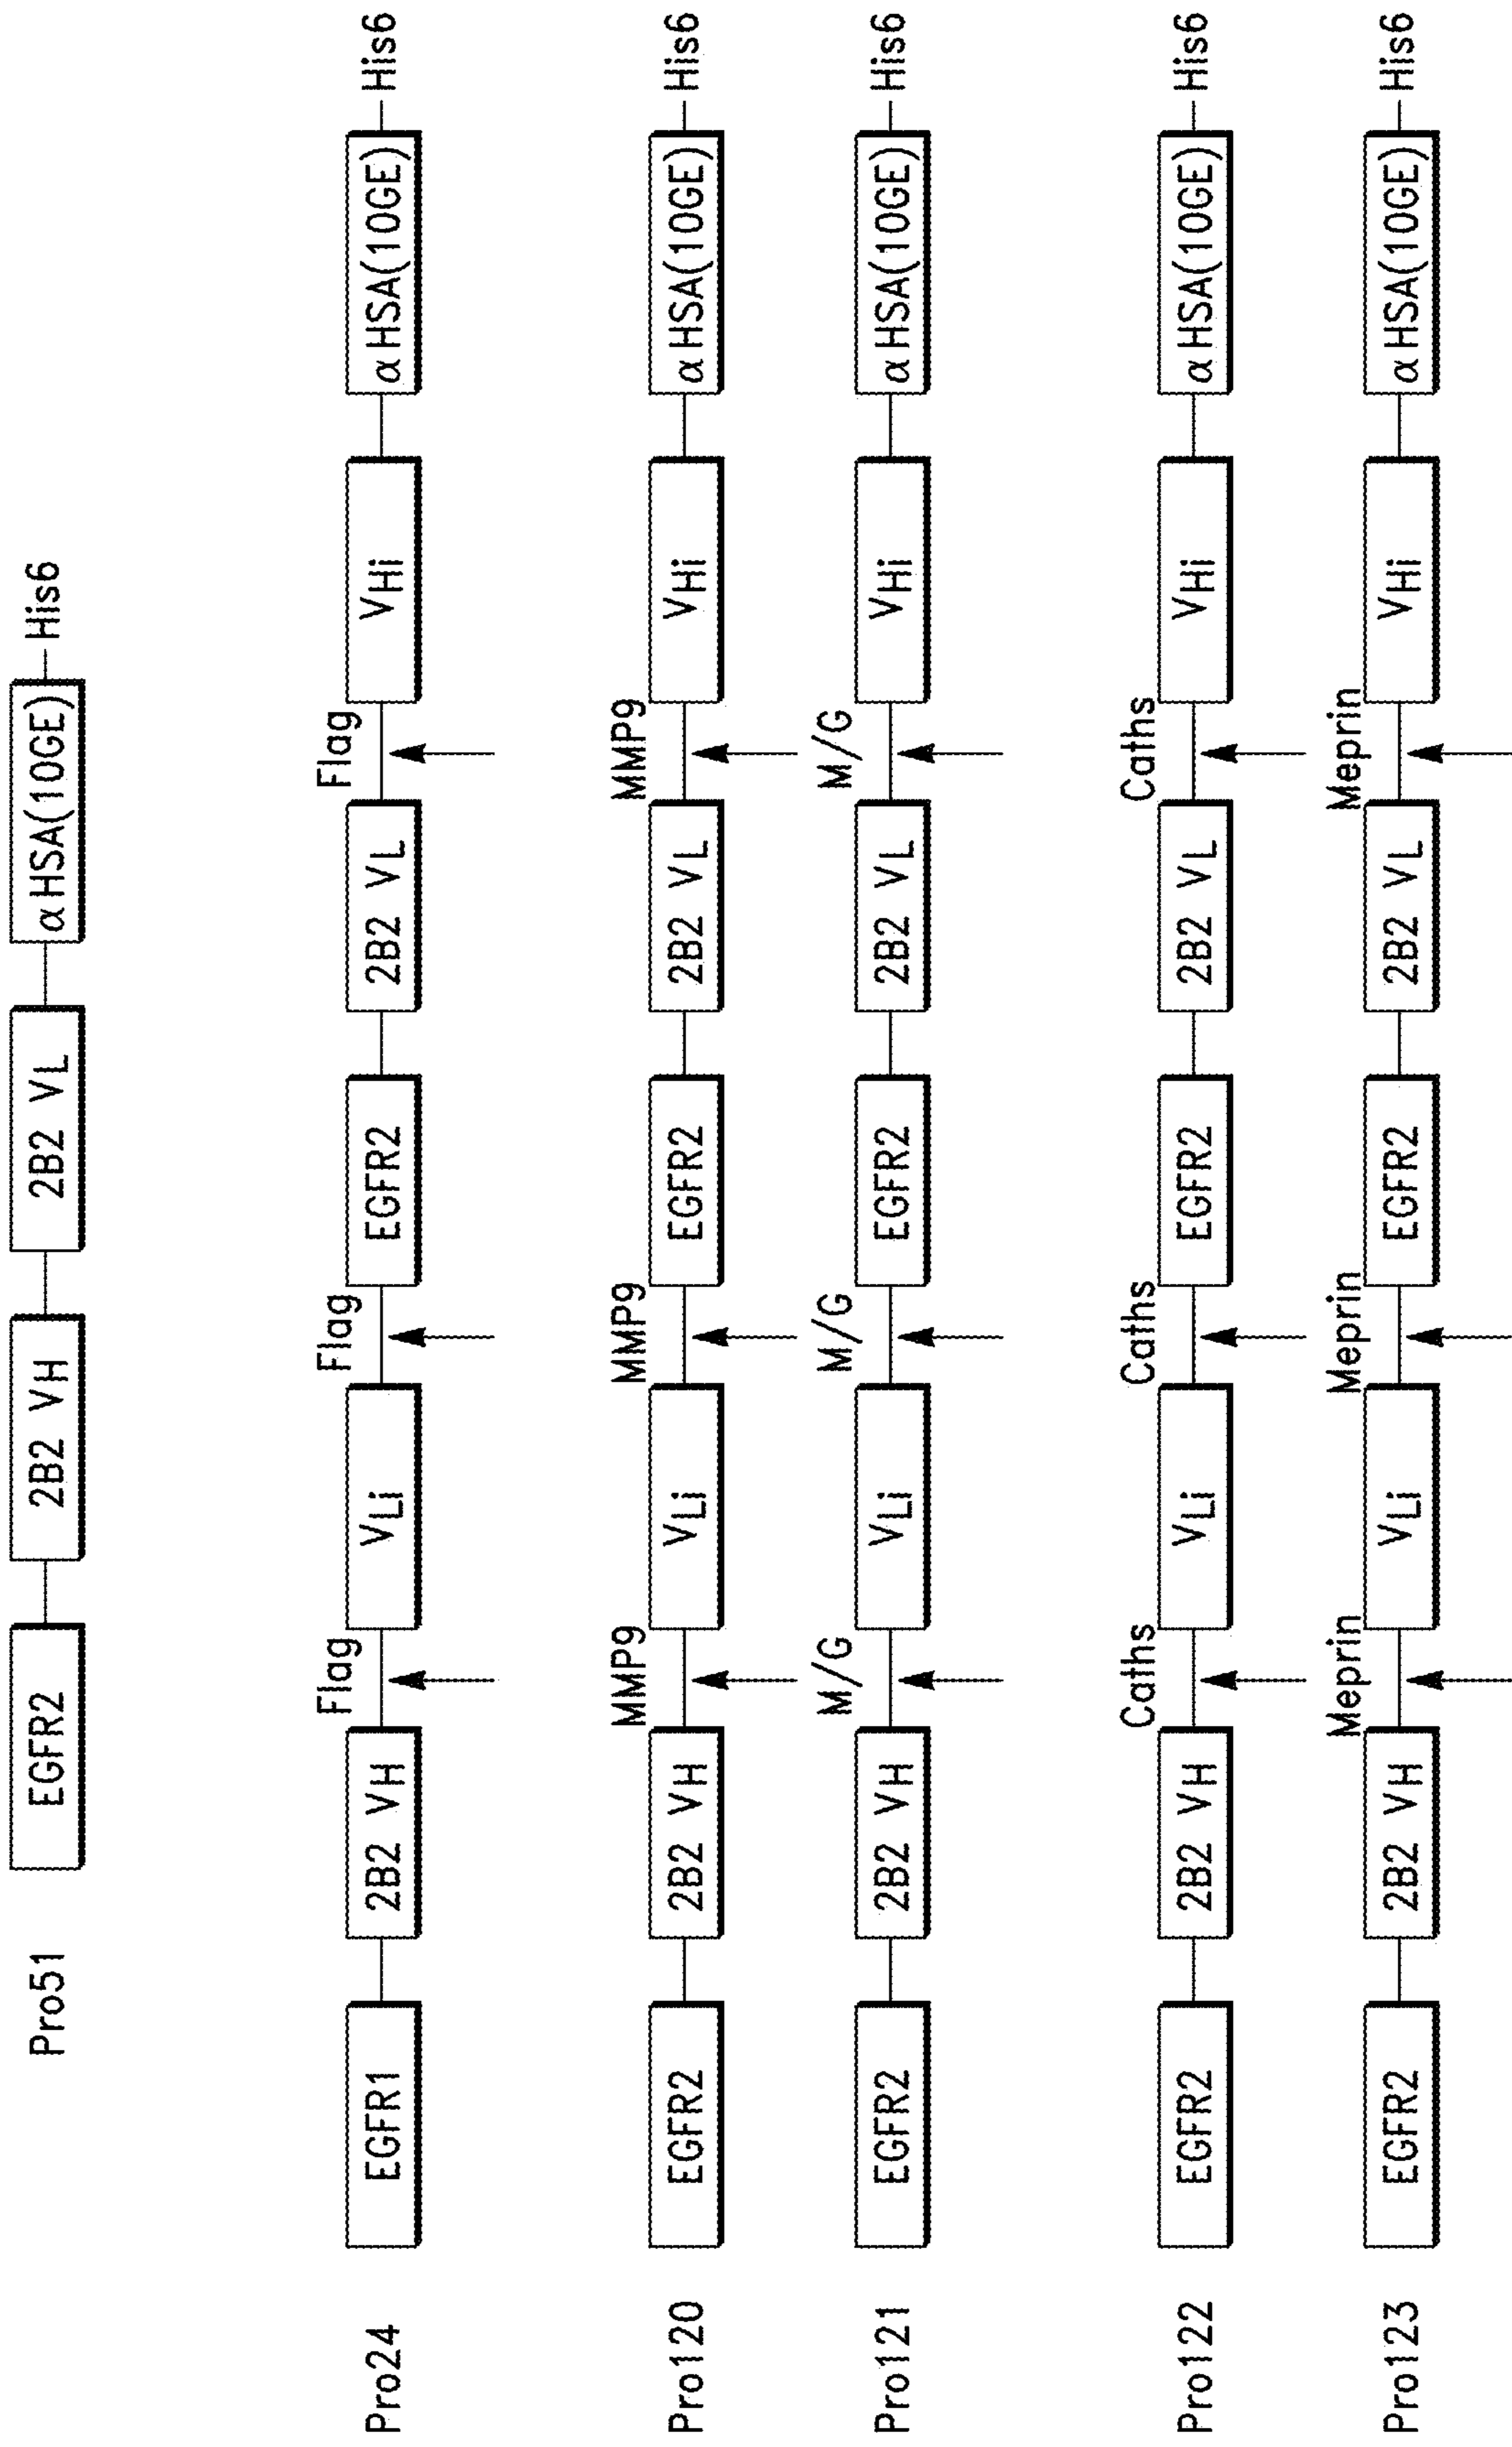 Pro51 EGFR2 2B2 VH 2B2 VL αHSA(10GE) His6
Flag Flag Flag
Pro24 EGFR1 2B2 VH VLi EGFR2 2B2 VL αHSA(10GE) His6
VHi
MMP9 MMP9 MMP9
Pro120 EGFR2 2B2 VH VLi EGFR2 2B2 VL VHi αHSA(10GE) His6
M/G M/G M/G
Pro121 EGFR2 2B2 VH VLi EGFR2 2B2 VL VHi αHSA(10GE) His6
Caths Caths Caths
Pro122 EGFR2 2B2 VH VLi EGFR2 2B2 VL VHi αHSA(10GE) His6
Meprin Meprin Meprin
Pro123 EGFR2 2B2 VH VLi EGFR2 2B2 VL VHi αHSA(10GE) His6